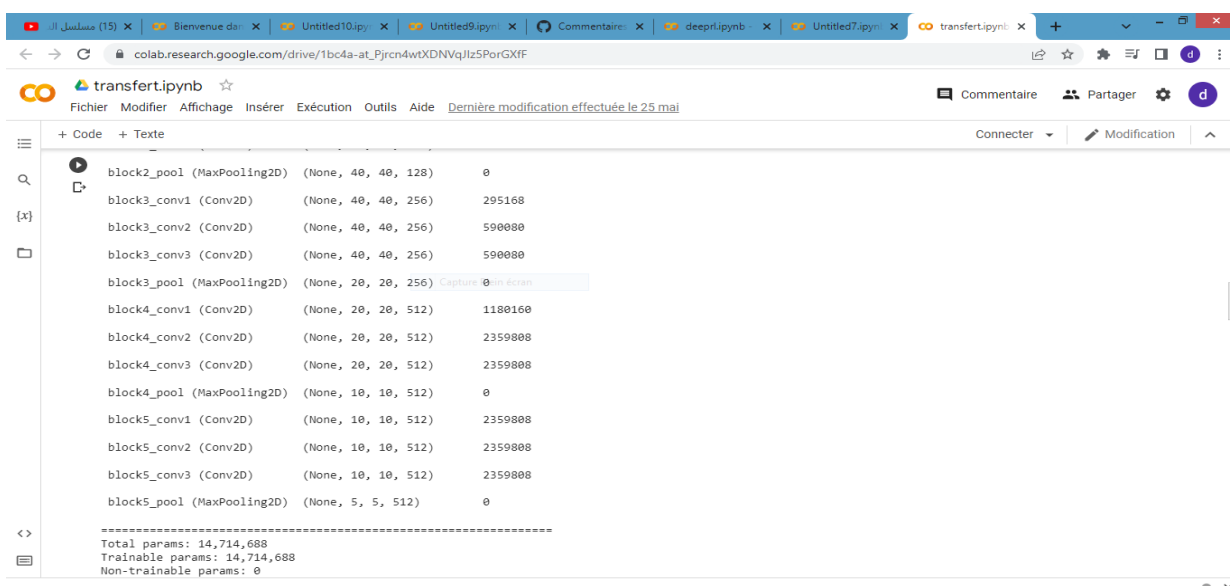 (15) مسلسل ال
Bienvenue dan
Untitled10.ipy
Untitled9.ipyn
Commentaires
deeprl.ipynb -
Untitled7.ipyn
transfert.ipynb
colab.research.google.com/drive/1bc4a-at_Pjrcn4wtXDNVqJIz5PorGXfF
d
transfert.ipynb
Commentaire Partager d
Fichier Modifier Affichage Insérer Exécution Outils Aide Dernière modification effectuée le 25 mai
+ Code + Texte Connecter Modification
block2_pool (MaxPooling2D) (None, 40, 40, 128) 0
{x}
block3_conv1 (Conv2D) (None, 40, 40, 256) 295168
block3_conv2 (Conv2D) (None, 40, 40, 256) 590080
block3_conv3 (Conv2D) (None, 40, 40, 256) 590080
block3_pool (MaxPooling2D) (None, 20, 20, 256) 0
Capture écran
block4_conv1 (Conv2D) (None, 20, 20, 512) 1180160
block4_conv2 (Conv2D) (None, 20, 20, 512) 2359808
block4_conv3 (Conv2D) (None, 20, 20, 512) 2359808
block4_pool (MaxPooling2D) (None, 10, 10, 512) 0
block5_conv1 (Conv2D) (None, 10, 10, 512) 2359808
block5_conv2 (Conv2D) (None, 10, 10, 512) 2359808
block5_conv3 (Conv2D) (None, 10, 10, 512) 2359808
block5_pool (MaxPooling2D) (None, 5, 5, 512) 0
=================================================================
Total params: 14,714,688
Trainable params: 14,714,688
Non-trainable params: 0